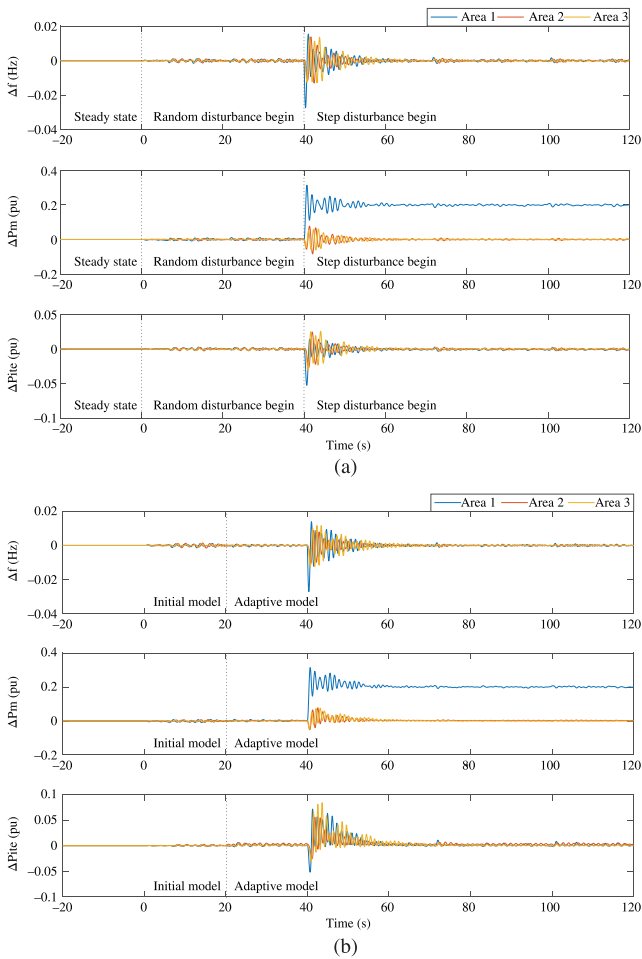 (a)
Area 1 Area 2 Area 3
0.02
0
−0.02
−0.04
Δf (Hz)
Steady state Random disturbance begin Step disturbance begin
−20 0 20 40 60 80 100 120
0.4
0.2
0
−0.2
ΔPm (pu)
Steady state Random disturbance begin Step disturbance begin
−20 0 20 40 60 80 100 120
0.05
0
−0.05
−0.1
ΔPite (pu)
Steady state Random disturbance begin Step disturbance begin
−20 0 20 40 60 80 100 120
Time (s)
(b)
Area 1 Area 2 Area 3
0.02
0
−0.02
−0.04
Δf (Hz)
Initial model Adaptive model
−20 0 20 40 60 80 100 120
0.4
0.2
0
−0.2
ΔPm (pu)
Initial model Adaptive model
−20 0 20 40 60 80 100 120
0.1
0.05
0
−0.05
−0.1
ΔPite (pu)
Initial model Adaptive model
−20 0 20 40 60 80 100 120
Time (s)